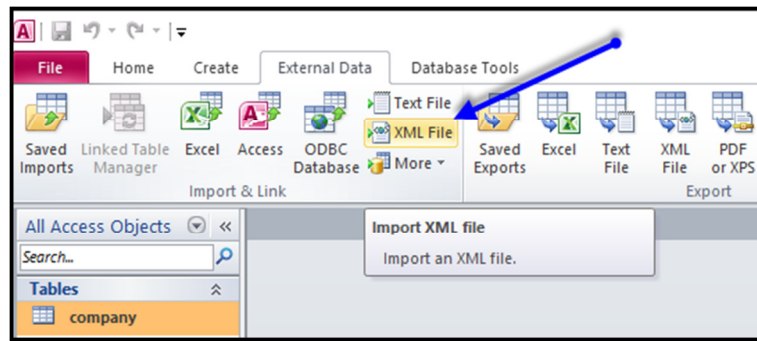 A
File Home Create External Data Database Tools
Saved Imports
Linked Table Manager
Excel
Access
ODBC Database
Text File
XML File
More
Import & Link
Saved Exports
Excel
Text File
XML File
PDF or XPS
Export
All Access Objects
Search...
Tables
company
Import XML file
Import an XML file.